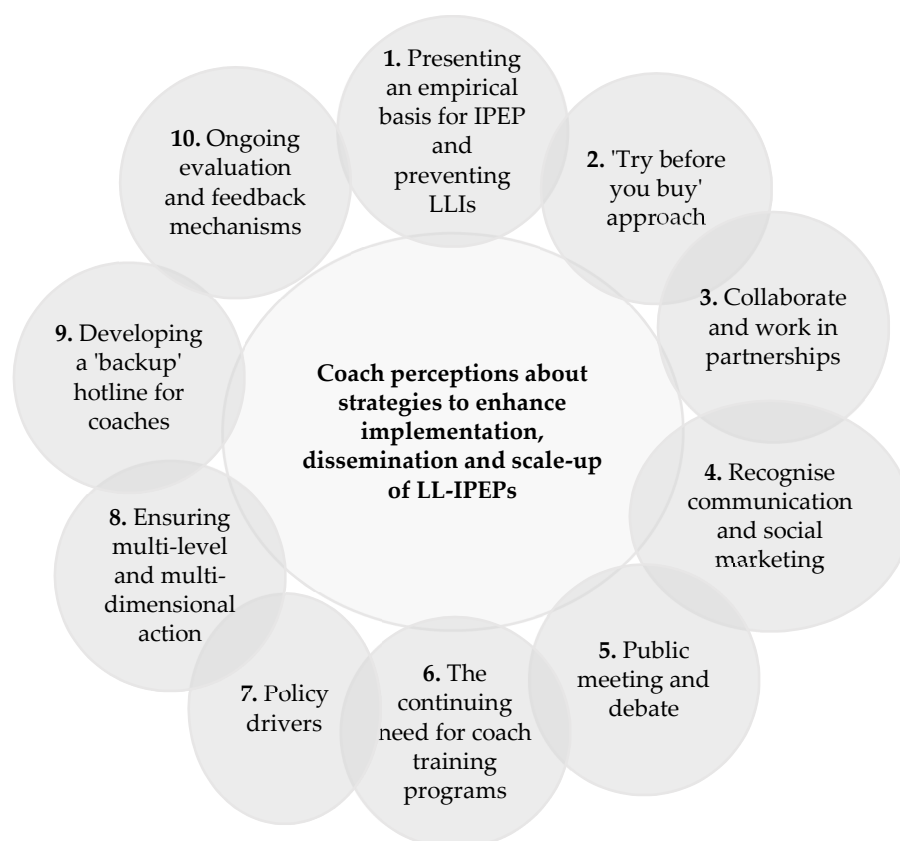 1. Presenting
an empirical
basis for IPEP
and
preventing
LLIs
2. 'Try before
you buy'
approach
3. Collaborate
and work in
partnerships
4. Recognise
communication
and social
marketing
5. Public
meeting and
debate
6. The
continuing
need for coach
training
programs
7. Policy
drivers
8. Ensuring
multi-level
and multi-
dimensional
action
9. Developing
a 'backup'
hotline for
coaches
10. Ongoing
evaluation
and feedback
mechanisms
Coach perceptions about
strategies to enhance
implementation,
dissemination and scale-up
of LL-IPEPs